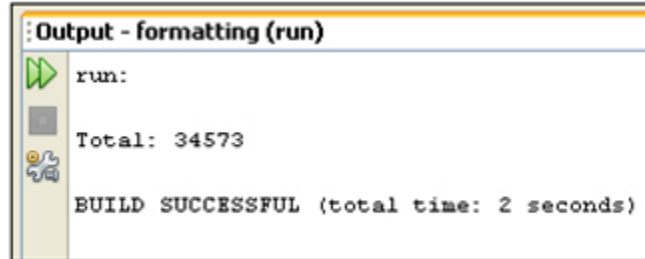 Output - formatting (run)
run:
Total: 34573
BUILD SUCCESSFUL (total time: 2 seconds)